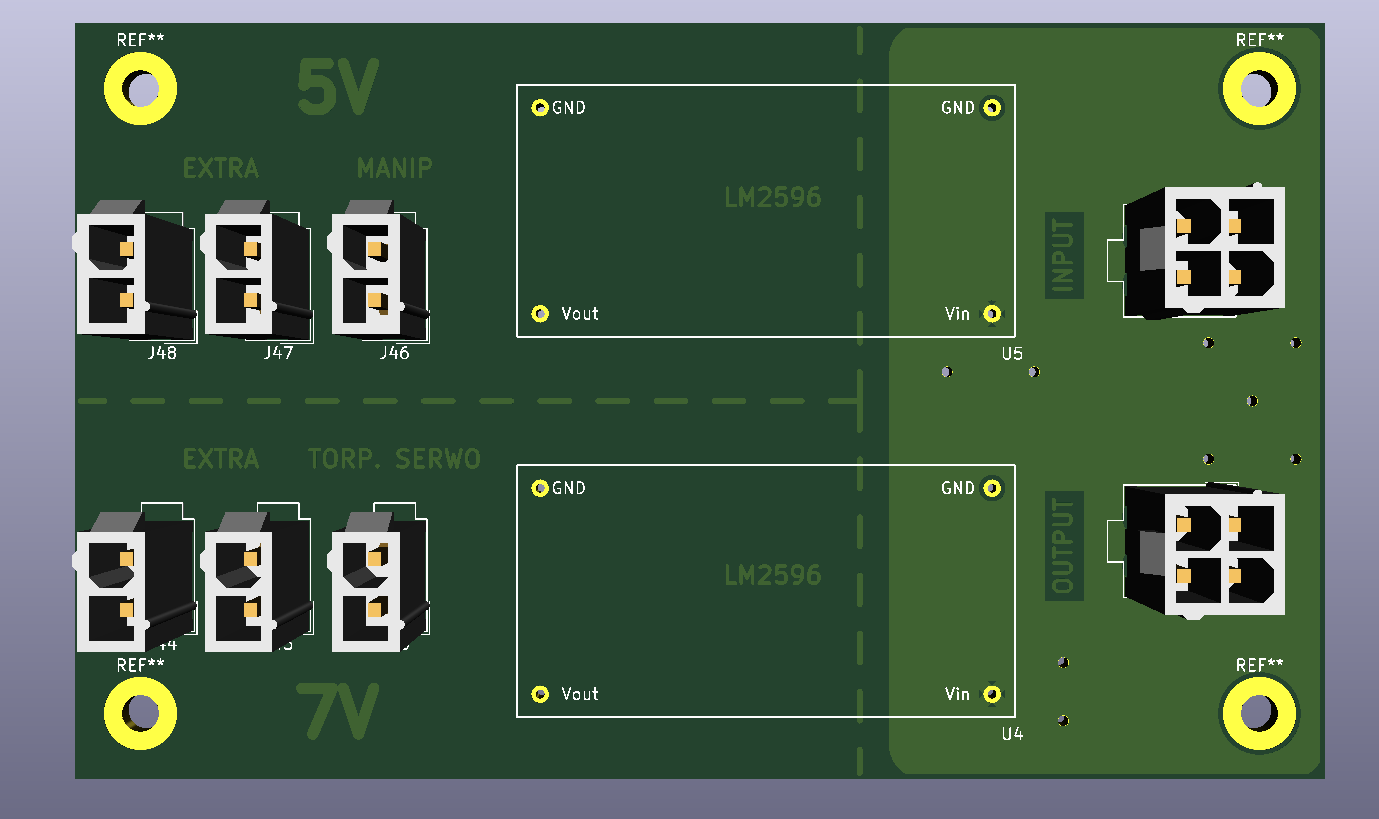 REF** REF**
5V
GND GND
EXTRA MANIP
LM2596
INPUT
Vout Vin
J48 J47 J46 U5
EXTRA TORP. SERWO
GND GND
OUTPUT
LM2596
REF** REF**
7V
Vout Vin
U4